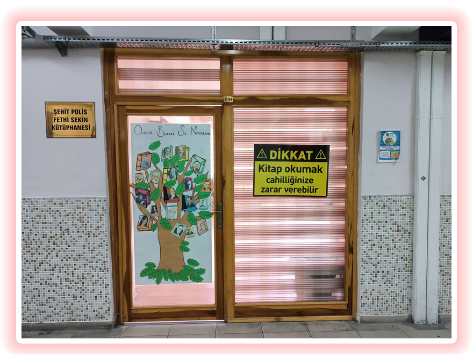 ŞEHİT POLİS
FETHİ SEKİN
KÜTÜPHANESİ
DİKKAT
Kitap okumak
cahilliğinize
zarar verebilir